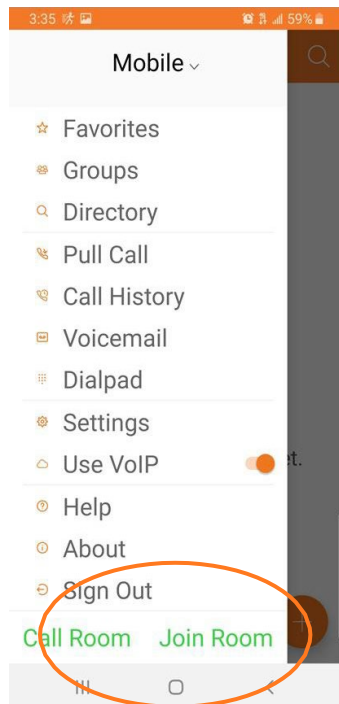 3:35 59%
Mobile
Favorites
Groups
Directory
Pull Call
Call History
Voicemail
Dialpad
Settings
Use VoIP
et.
Help
About
Sign Out
Call Room Join Room